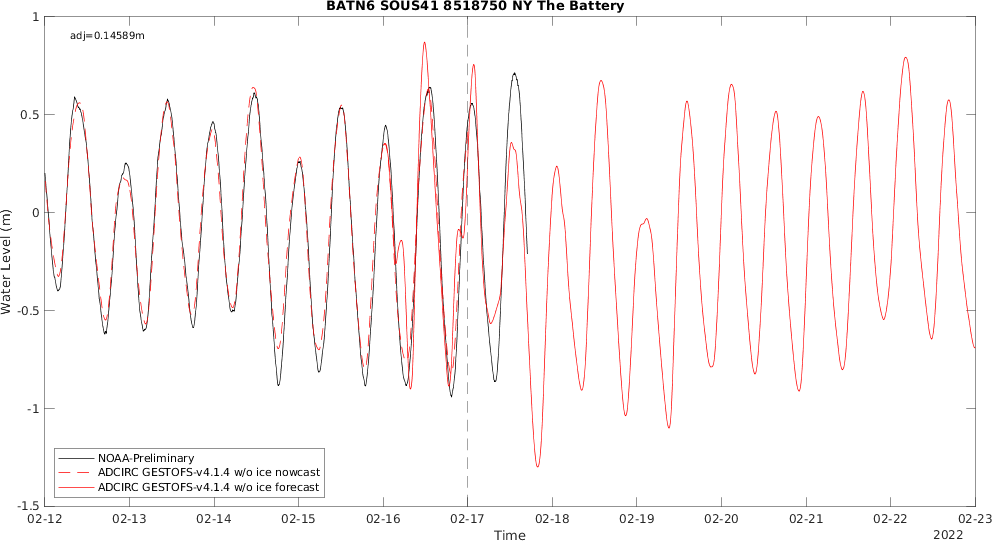 BATN6 SOUS41 8518750 NY The Battery
adj=0.14589m
1
0.5
0
-0.5
-1
-1.5
Water Level (m)
NOAA-Preliminary
ADCIRC GESTOFS-v4.1.4 w/o ice nowcast
ADCIRC GESTOFS-v4.1.4 w/o ice forecast
02-12 02-13 02-14 02-15 02-16 02-17 02-18 02-19 02-20 02-21 02-22 02-23
Time
2022